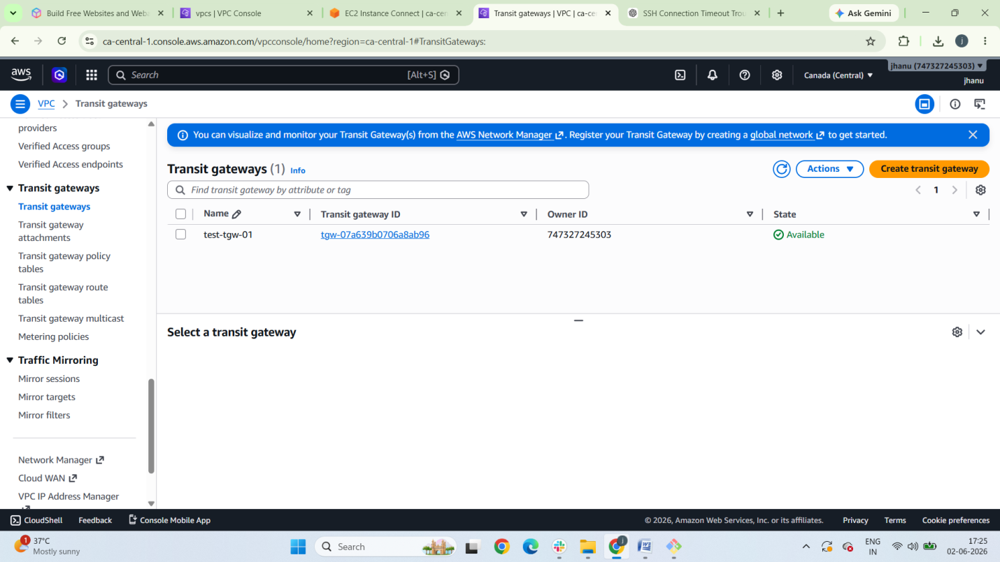 Build Free Websites and Weba
vpcs | VPC Console
EC2 Instance Connect | ca-cen
Transit gateways | VPC | ca-ce
SSH Connection Timeout Trou
Ask Gemini
ca-central-1.console.aws.amazon.com/vpcconsole/home?region=ca-central-1#TransitGateways:
j
aws
Search
[Alt+S]
Canada (Central)
jhanu (747327245303)
jhanu
VPC
Transit gateways
providers
Verified Access groups
Verified Access endpoints
Transit gateways
Transit gateways
Transit gateway
attachments
Transit gateway policy
tables
Transit gateway route
tables
Transit gateway multicast
Metering policies
Traffic Mirroring
Mirror sessions
Mirror targets
Mirror filters
Network Manager
Cloud WAN
VPC IP Address Manager
You can visualize and monitor your Transit Gateway(s) from the AWS Network Manager . Register your Transit Gateway by creating a global network to get started.
Transit gateways (1) Info
Actions
Create transit gateway
Find transit gateway by attribute or tag
1
Name
Transit gateway ID
Owner ID
State
test-tgw-01
tgw-07a639b0706a8ab96
747327245303
Available
Select a transit gateway
CloudShell
Feedback
Console Mobile App
© 2026, Amazon Web Services, Inc. or its affiliates.
Privacy
Terms
Cookie preferences
1
37°C
Mostly sunny
Search
J
ENG
IN
17:25
02-06-2026